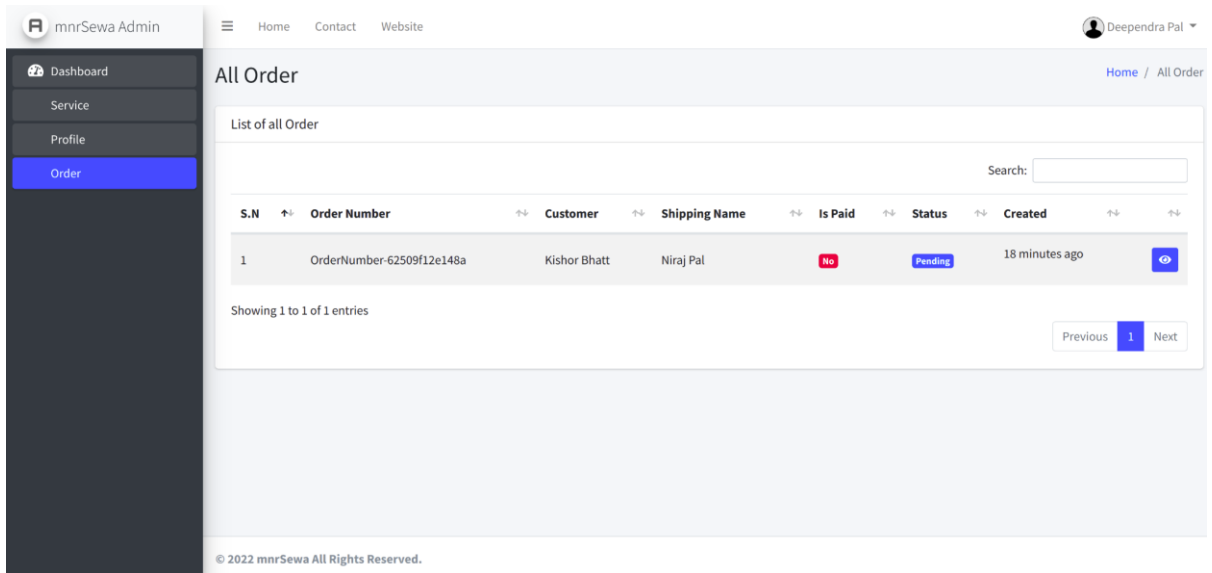 mnrSewa Admin
Home Contact Website
Deependra Pal
Dashboard
Service
Profile
Order
All Order
Home / All Order
List of all Order
Search:
S.N Order Number Customer Shipping Name Is Paid Status Created
1 OrderNumber-62509f12e148a Kishor Bhatt Niraj Pal No Pending 18 minutes ago
Showing 1 to 1 of 1 entries
Previous 1 Next
© 2022 mnrSewa All Rights Reserved.